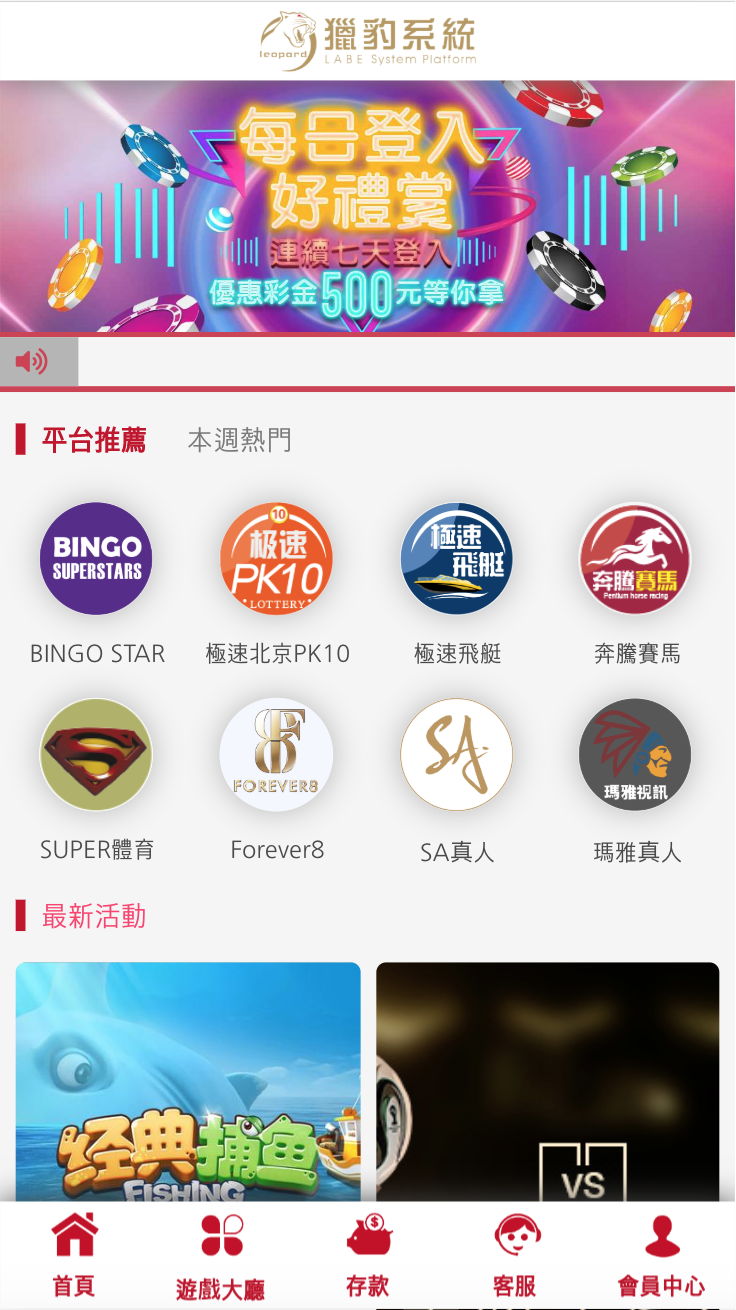 leopard
獵豹系統
LABE System Platform
每日登入
好禮賞
連續七天登入
優惠彩金500元等你拿
平台推薦 本週熱門
BINGO
SUPERSTARS
10
极速
PK10
LOTTERY
極速
飛艇
奔騰賽馬
Pentium horse racing
BINGO STAR 極速北京PK10 極速飛艇 奔騰賽馬
FOREVER8
SA
瑪雅視訊
SUPER體育 Forever8 SA真人 瑪雅真人
最新活動
经典捕鱼
FISHING
VS
首頁 遊戲大廳 存款 客服 會員中心